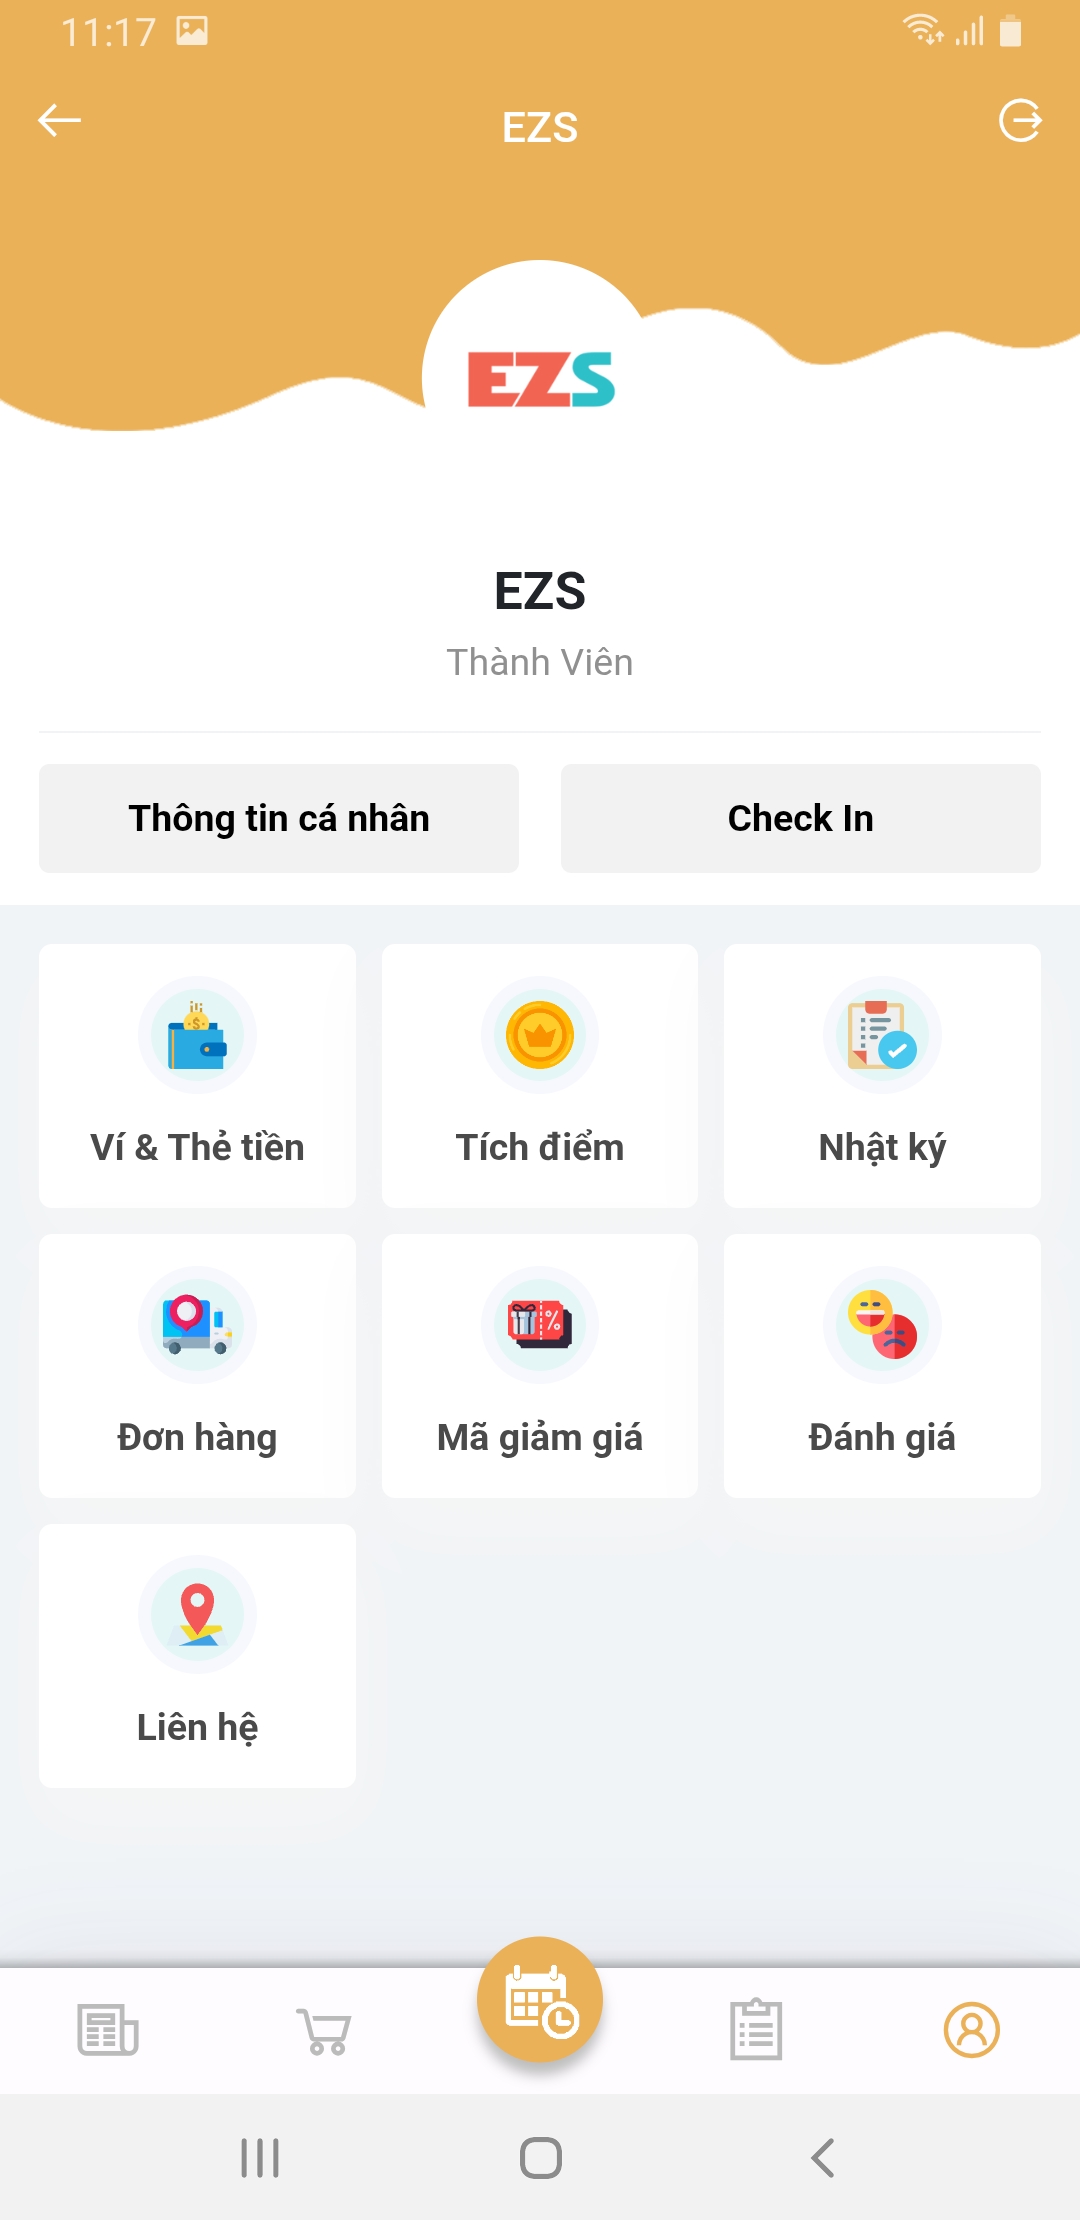 11:17
EZS
EZS
EZS
Thành Viên
Thông tin cá nhân
Check In
Ví & Thẻ tiền
Tích điểm
Nhật ký
Đơn hàng
Mã giảm giá
Đánh giá
Liên hệ